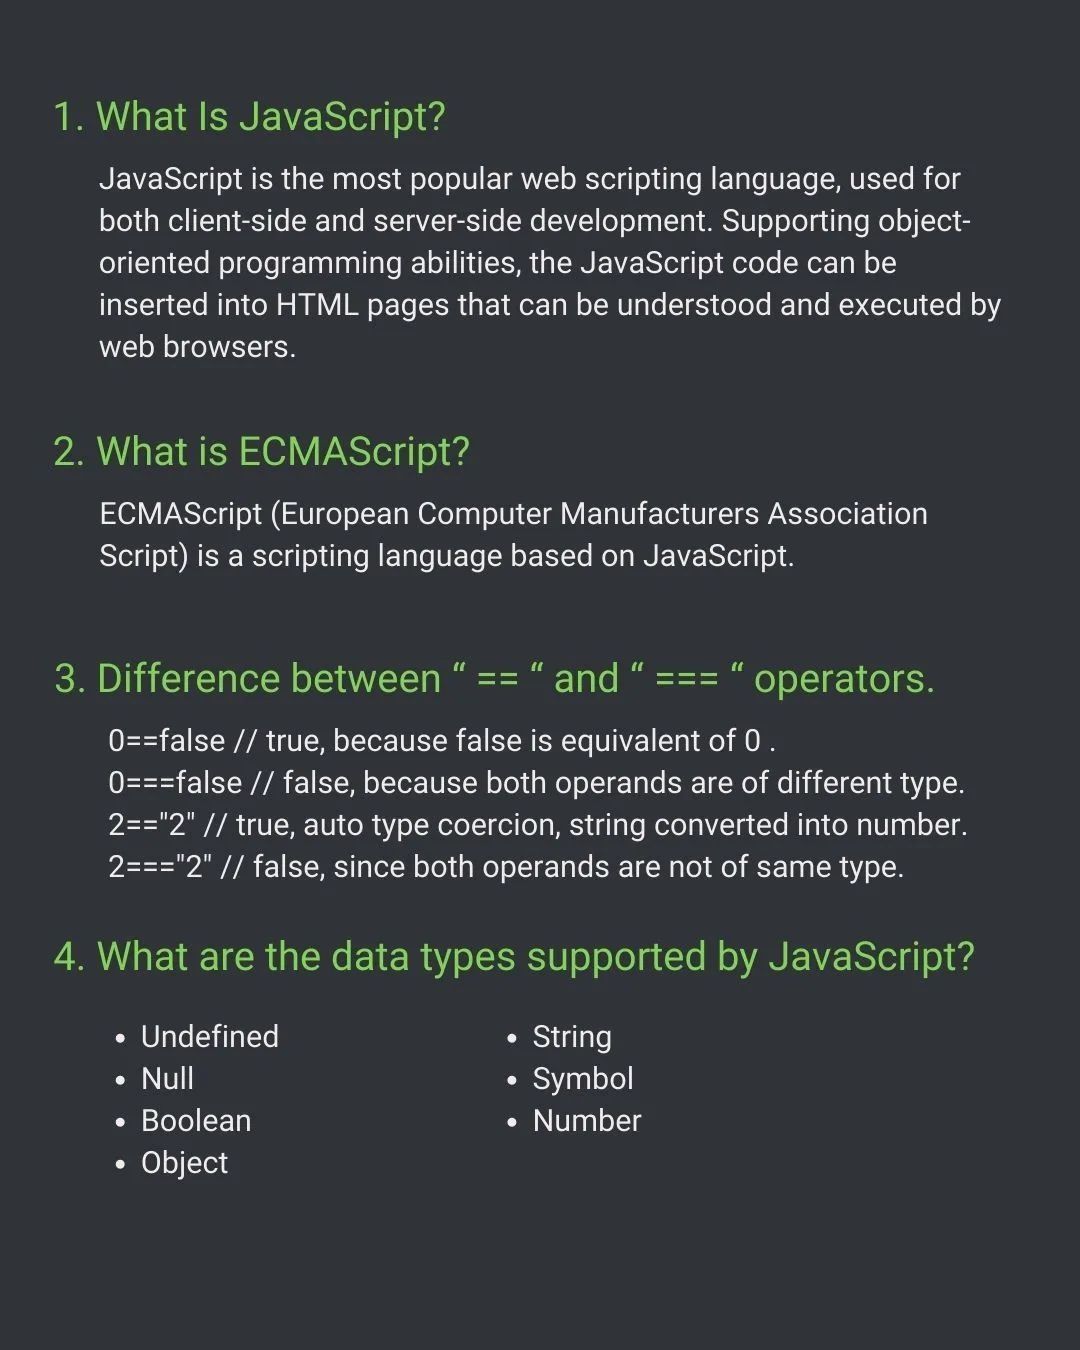 1. What Is JavaScript?
JavaScript is the most popular web scripting language, used for
both client-side and server-side development. Supporting object-
oriented programming abilities, the JavaScript code can be
inserted into HTML pages that can be understood and executed by
web browsers.
2. What is ECMAScript?
ECMAScript (European Computer Manufacturers Association
Script) is a scripting language based on JavaScript.
3. Difference between “ == “ and “ === “ operators.
0==false // true, because false is equivalent of 0 .
0===false // false, because both operands are of different type.
2=="2" // true, auto type coercion, string converted into number.
2==="2" // false, since both operands are not of same type.
4. What are the data types supported by JavaScript?
• Undefined
• Null
• Boolean
• Object
• String
• Symbol
• Number